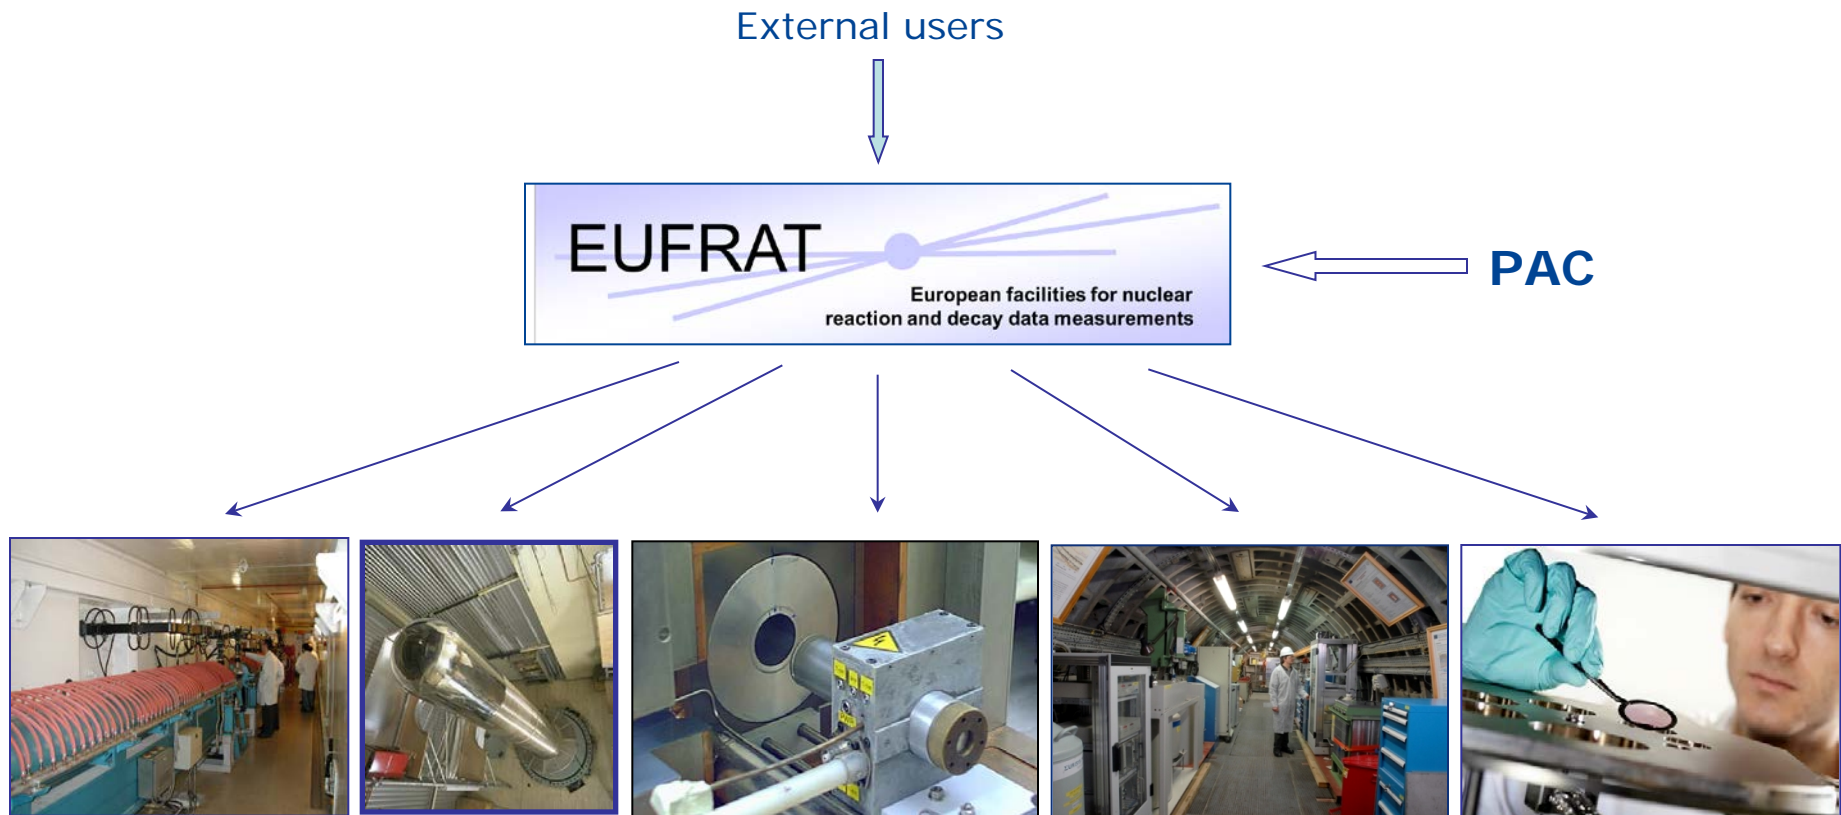 External users
EUFRAT
European facilities for nuclear
reaction and decay data measurements
PAC